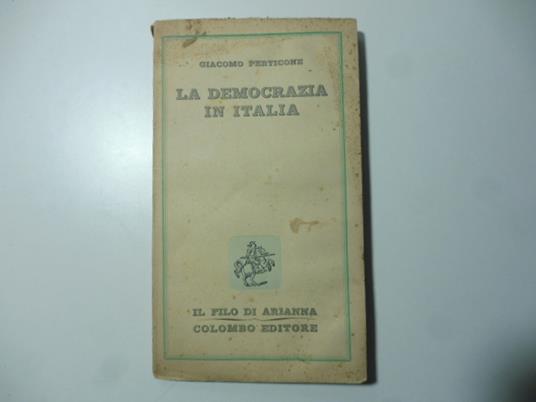 GIACOMO PERTICONE
LA DEMOCRAZIA
IN ITALIA
IL FILO DI ARIANNA
COLOMBO EDITORE